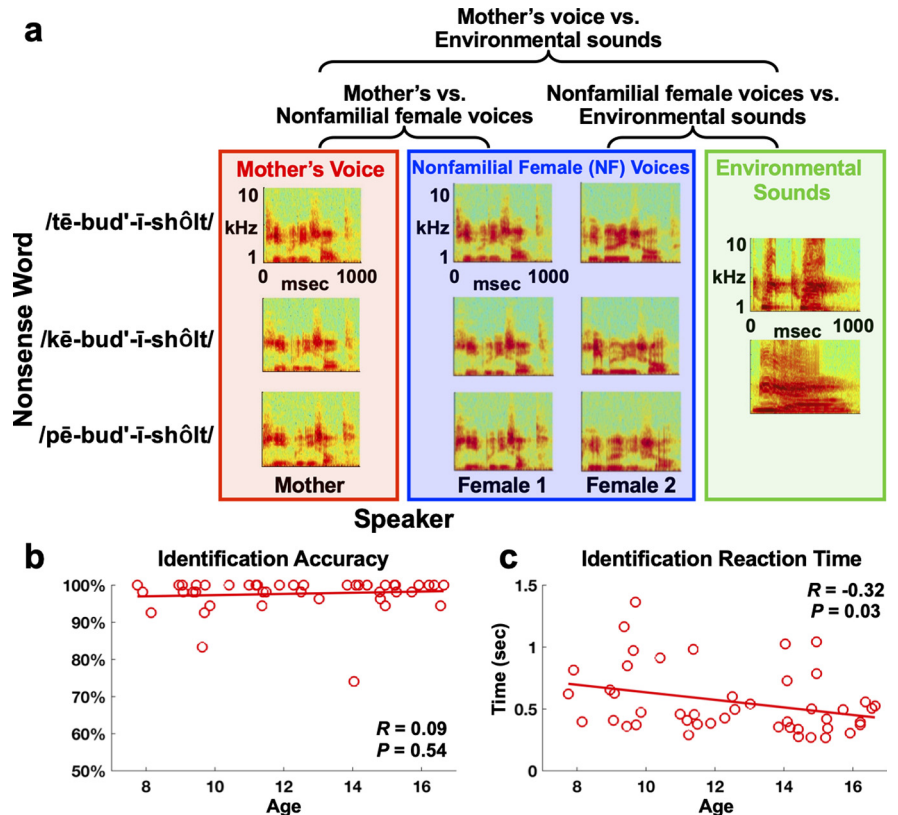 a
Mother's voice vs.
Environmental sounds
Mother's vs.
Nonfamilial female voices
Nonfamilial female voices vs.
Environmental sounds
Mother's Voice
Nonfamilial Female (NF) Voices
Environmental
Sounds
Nonsense Word
/tē-bud'-ī-shôlt/
/kē-bud'-ī-shôlt/
/pē-bud'-ī-shôlt/
10
kHz
1
0 msec 1000
10
kHz
1
0 msec 1000
10
kHz
1
0 msec 1000
Mother
Female 1
Female 2
Speaker
b
Identification Accuracy
100%
90%
80%
70%
60%
50%
R = 0.09
P = 0.54
8 10 12 14 16
Age
c
Identification Reaction Time
Time (sec)
1.5
1
0.5
0
R = -0.32
P = 0.03
8 10 12 14 16
Age